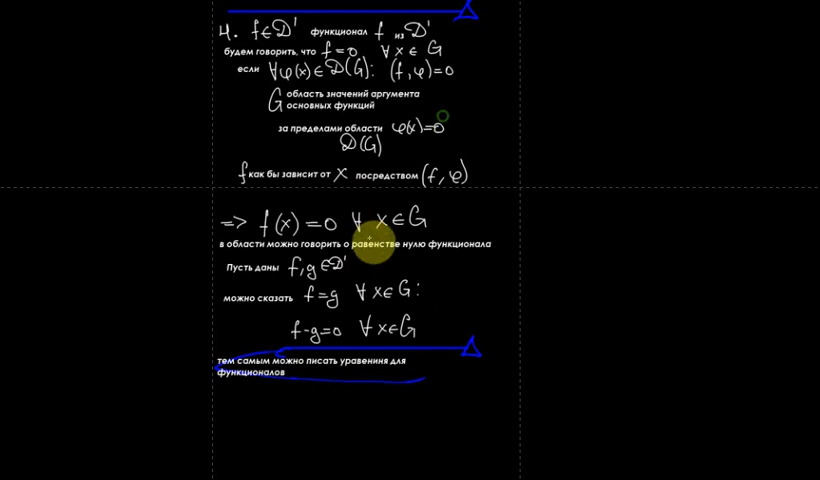 4. f∈D' функционал f из D'
будем говорить, что f=0 ∀x∈G
если ∀φ(x)∈D(G): (f,φ)=0
G область значений аргумента
основных функций
за пределами области φ(x)=0
D(G)
f как бы зависит от x посредством (f,φ)
=> f(x)=0 ∀ x∈G
в области можно говорить о равенстве нулю функционала
Пусть даны f,g∈D'
можно сказать f=g ∀x∈G:
f-g=0 ∀x∈G
тем самым можно писать уравениня для
функционалов